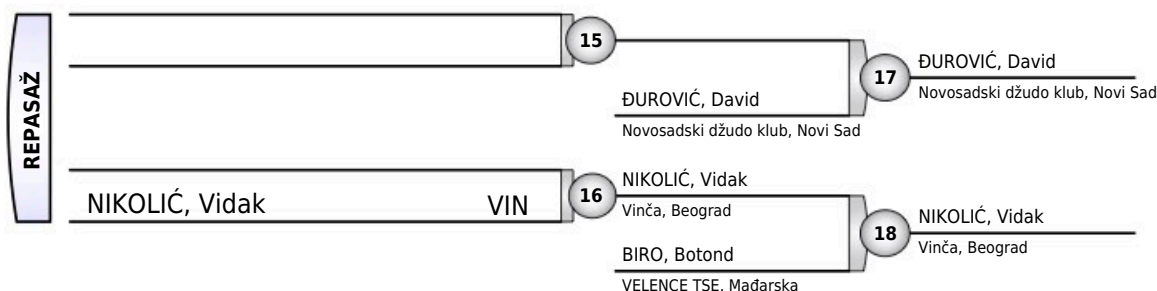 REPASAŽ
15
ĐUROVIĆ, David
Novosadski džudo klub, Novi Sad
17
ĐUROVIĆ, David
Novosadski džudo klub, Novi Sad
NIKOLIĆ, Vidak VIN
16
NIKOLIĆ, Vidak
Vinča, Beograd
BIRO, Botond
VELENCE TSE, Mađarska
18
NIKOLIĆ, Vidak
Vinča, Beograd